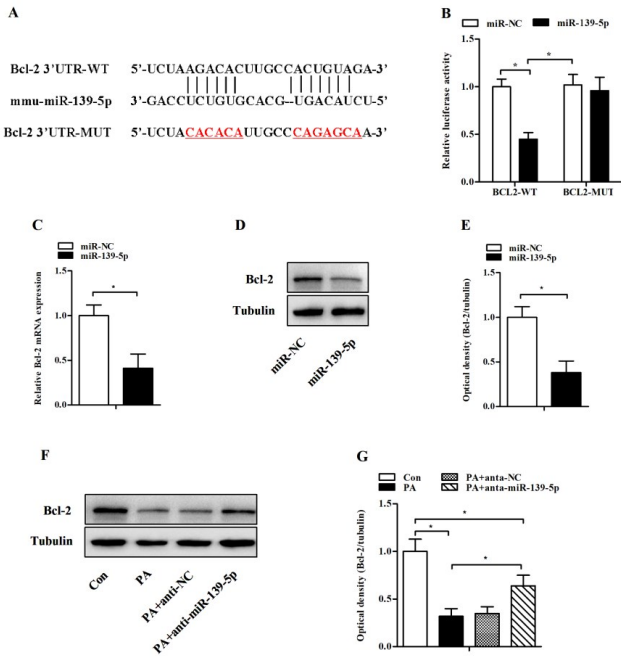 A
Bcl-2 3’UTR-WT 5’-UCUAAGACACUUGCCACUGUAGA-3’
mmu-miR-139-5p 3’-GACCUCUGUGCACG--UGACAUCU-5’
Bcl-2 3’UTR-MUT 5’-UCUACACACAUUGCCCAGAGCAA-3’
B
miR-NC miR-139-5p
Relative luciferase activity
1.5
1.0
0.5
0.0
* *
BCL2-WT BCL2-MUT
C
miR-NC
miR-139-5p
Relative Bcl-2 mRNA expression
1.5
1.0
0.5
0.0
*
D
Bcl-2
Tubulin
miR-NC
miR-139-5p
E
miR-NC
miR-139-5p
Optical density (Bcl-2/tubulin)
1.5
1.0
0.5
0.0
*
F
Bcl-2
Tubulin
Con
PA
PA+anti-NC
PA+anti-miR-139-5p
G
Con PA+anta-NC
PA PA+anta-miR-139-5p
Optical density (Bcl-2/tubulin)
1.5
1.0
0.5
0.0
*
*
*